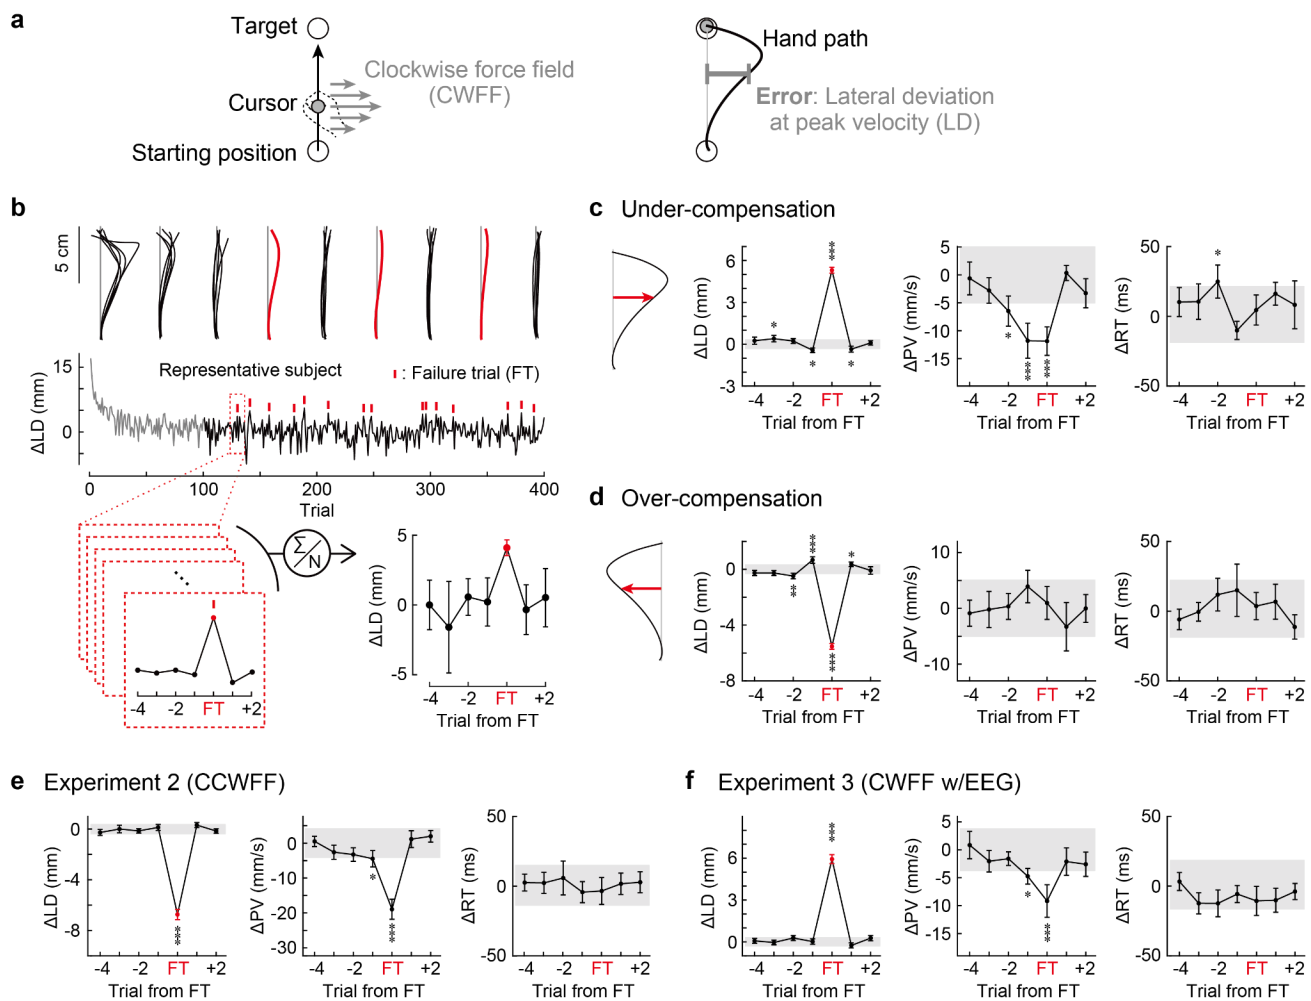 a
Target
Cursor
Starting position
Clockwise force field
(CWFF)
Hand path
Error: Lateral deviation
at peak velocity (LD)
b
5 cm
Representative subject
: Failure trial (FT)
ΔLD (mm)
15
0
0
100
200
300
400
Trial
Σ/N
-4
-2
FT
+2
ΔLD (mm)
5
0
-5
-4
-2
FT
+2
Trial from FT
c Under-compensation
ΔLD (mm)
6
3
0
-3
*
*
***
*
-4
-2
FT
+2
Trial from FT
ΔPV (mm/s)
5
0
-5
-10
-15
*
***
***
-4
-2
FT
+2
Trial from FT
ΔRT (ms)
50
0
-50
*
-4
-2
FT
+2
Trial from FT
d Over-compensation
ΔLD (mm)
0
-4
-8
**
***
***
*
-4
-2
FT
+2
Trial from FT
ΔPV (mm/s)
10
0
-10
-4
-2
FT
+2
Trial from FT
ΔRT (ms)
50
0
-50
-4
-2
FT
+2
Trial from FT
e Experiment 2 (CCWFF)
ΔLD (mm)
0
-4
-8
***
-4
-2
FT
+2
Trial from FT
ΔPV (mm/s)
10
0
-10
-20
-30
*
***
-4
-2
FT
+2
Trial from FT
ΔRT (ms)
50
0
-50
-4
-2
FT
+2
Trial from FT
f Experiment 3 (CWFF w/EEG)
ΔLD (mm)
6
3
0
***
-4
-2
FT
+2
Trial from FT
ΔPV (mm/s)
5
0
-5
-10
-15
*
***
-4
-2
FT
+2
Trial from FT
ΔRT (ms)
50
0
-50
-4
-2
FT
+2
Trial from FT